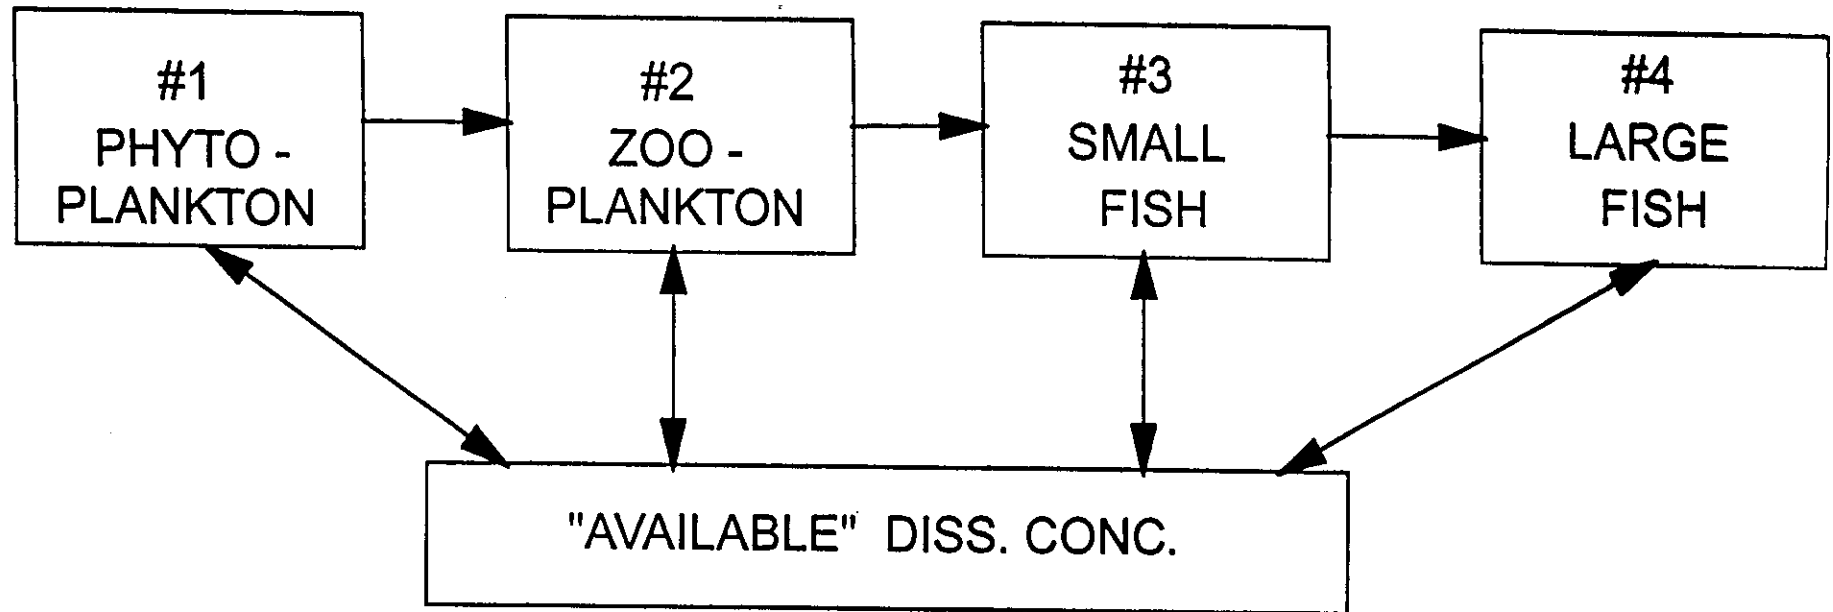 #1
PHYTO -
PLANKTON
#2
ZOO -
PLANKTON
#3
SMALL
FISH
#4
LARGE
FISH
"AVAILABLE" DISS. CONC.